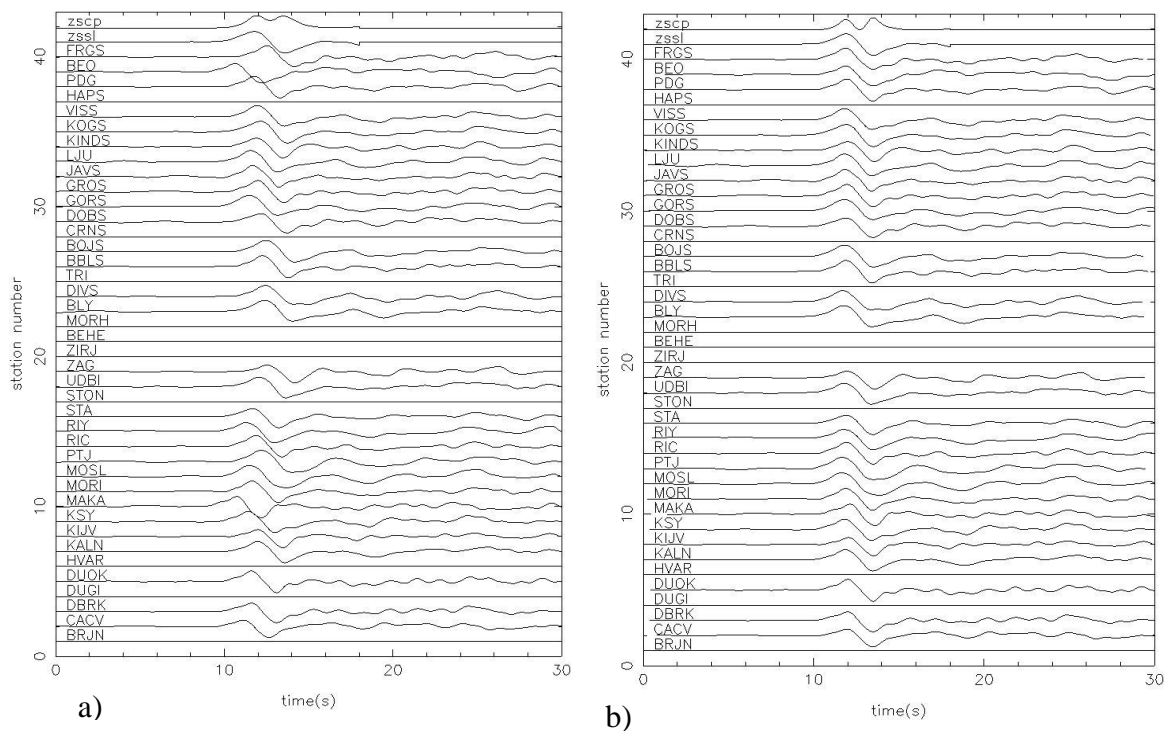 zscp
zssl
FRGS
BEO
PDG
HAPS
VISS
KOGS
KINDS
LJU
JAVS
GROS
GORS
DOBS
CRNS
BOJS
BBLS
TRI
DIVS
BLY
MORH
BEHE
ZIRJ
ZAG
UDBI
STON
STA
RIY
RIC
PTJ
MOSL
MORI
MAKA
KSY
KIJV
KALN
HVAR
DUOK
DUGI
DBRK
CACV
BRJN
station number
0
10
20
30
40
0
10
20
30
time(s)
a)
zscp
zssl
FRGS
BEO
PDG
HAPS
VISS
KOGS
KINDS
LJU
JAVS
GROS
GORS
DOBS
CRNS
BOJS
BBLS
TRI
DIVS
BLY
MORH
BEHE
ZIRJ
ZAG
UDBI
STON
STA
RIY
RIC
PTJ
MOSL
MORI
MAKA
KSY
KIJV
KALN
HVAR
DUOK
DUGI
DBRK
CACV
BRJN
station number
0
10
20
30
40
0
10
20
30
time(s)
b)